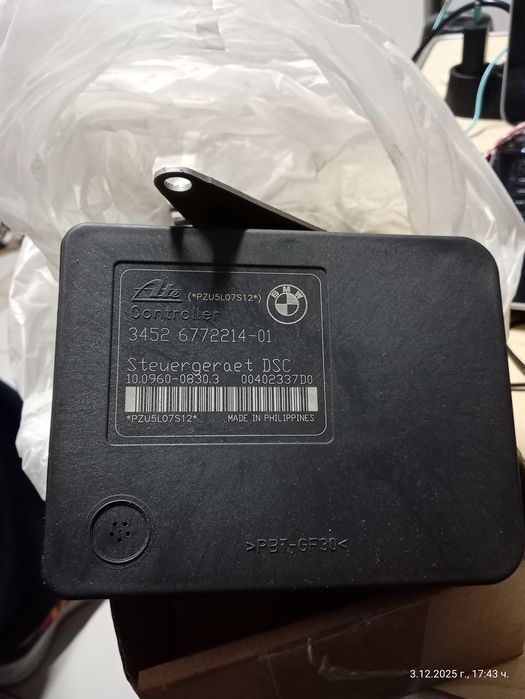 Ate (*PZU5L07S12*) BMW
Controller
3452 6772214-01
Steuergeraet DSC
10.0960-0830.3 00402337D0
*PZU5L07S12* MADE IN PHILIPPINES
>PBT-GF30<
3.12.2025 г., 17:43 ч.